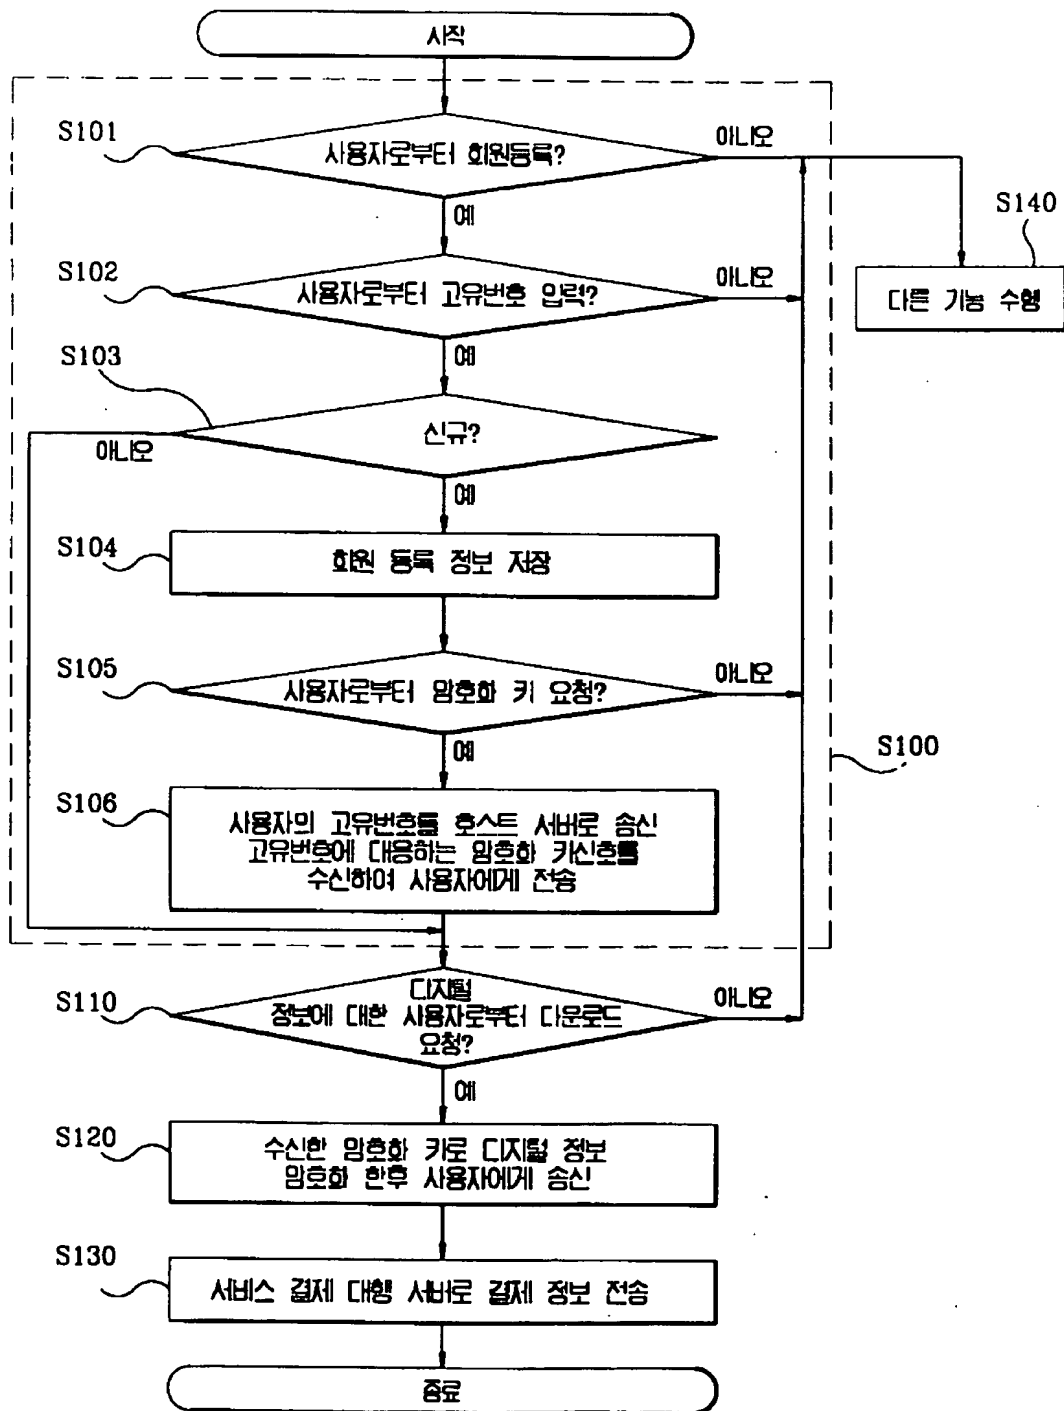 시작
S101
사용자로부터 회원등록?
아니오
예
S140
다른 기능 수행
S102
사용자로부터 고유번호 입력?
아니오
예
S103
신규?
아니오
예
S104
회원 등록 정보 저장
S105
사용자로부터 암호화 키 요청?
아니오
예
S100
S106
사용자의 고유번호를 호스트 서버로 송신
고유번호에 대응하는 암호화 키신호를
수신하여 사용자에게 전송
S110
디지털
정보에 대한 사용자로부터 다운로드
요청?
아니오
예
S120
수신한 암호화 키로 디지털 정보
암호화 한후 사용자에게 송신
S130
서비스 결제 대행 서버로 결제 정보 전송
종료